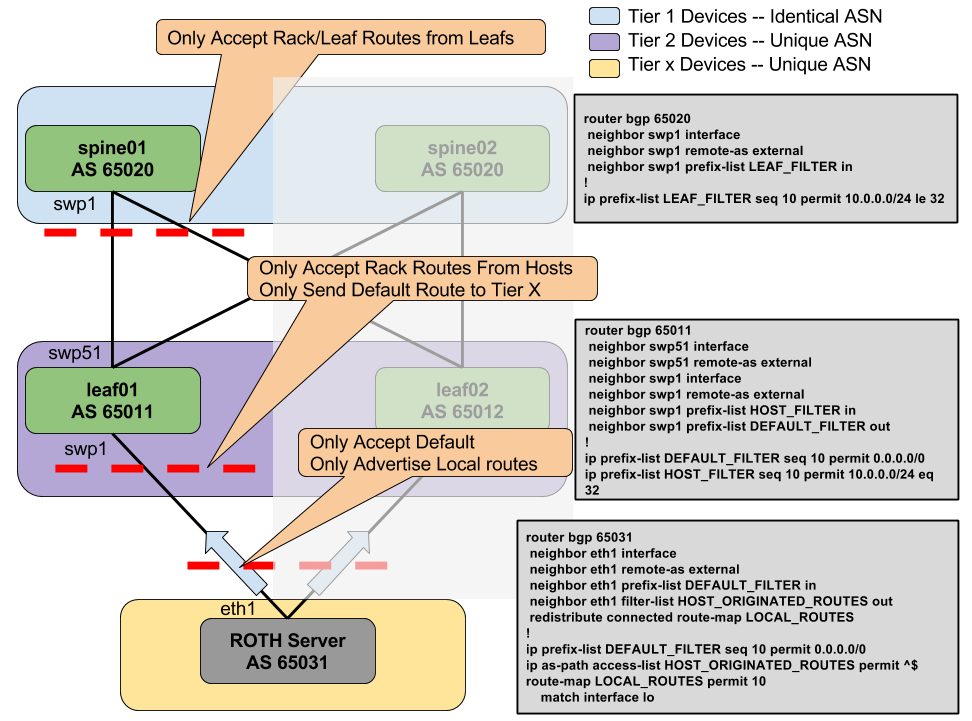 Only Accept Rack/Leaf Routes from Leafs
Tier 1 Devices -- Identical ASN
Tier 2 Devices -- Unique ASN
Tier x Devices -- Unique ASN
spine01
AS 65020
spine02
AS 65020
swp1
router bgp 65020
neighbor swp1 interface
neighbor swp1 remote-as external
neighbor swp1 prefix-list LEAF_FILTER in
!
ip prefix-list LEAF_FILTER seq 10 permit 10.0.0.0/24 le 32
Only Accept Rack Routes From Hosts
Only Send Default Route to Tier X
swp51
leaf01
AS 65011
leaf02
AS 65012
swp1
router bgp 65011
neighbor swp51 interface
neighbor swp51 remote-as external
neighbor swp1 interface
neighbor swp1 remote-as external
neighbor swp1 prefix-list HOST_FILTER in
neighbor swp1 prefix-list DEFAULT_FILTER out
!
ip prefix-list DEFAULT_FILTER seq 10 permit 0.0.0.0/0
ip prefix-list HOST_FILTER seq 10 permit 10.0.0.0/24 eq
32
Only Accept Default
Only Advertise Local routes
eth1
ROTH Server
AS 65031
router bgp 65031
neighbor eth1 interface
neighbor eth1 remote-as external
neighbor eth1 prefix-list DEFAULT_FILTER in
neighbor eth1 filter-list HOST_ORIGINATED_ROUTES out
redistribute connected route-map LOCAL_ROUTES
!
ip prefix-list DEFAULT_FILTER seq 10 permit 0.0.0.0/0
ip as-path access-list HOST_ORIGINATED_ROUTES permit ^$
route-map LOCAL_ROUTES permit 10
match interface lo